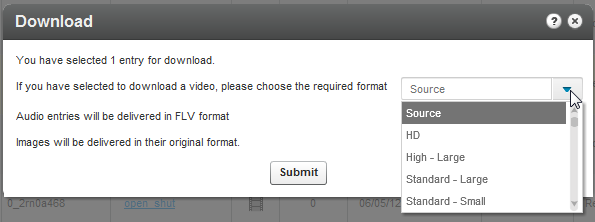 Download
?
You have selected 1 entry for download.
If you have selected to download a video, please choose the required format
Source
Audio entries will be delivered in FLV format
Source
Images will be delivered in their original format.
HD
High - Large
Submit
Standard - Large
Standard - Small
0_2rn0a468 open_shut 0 06/05/12